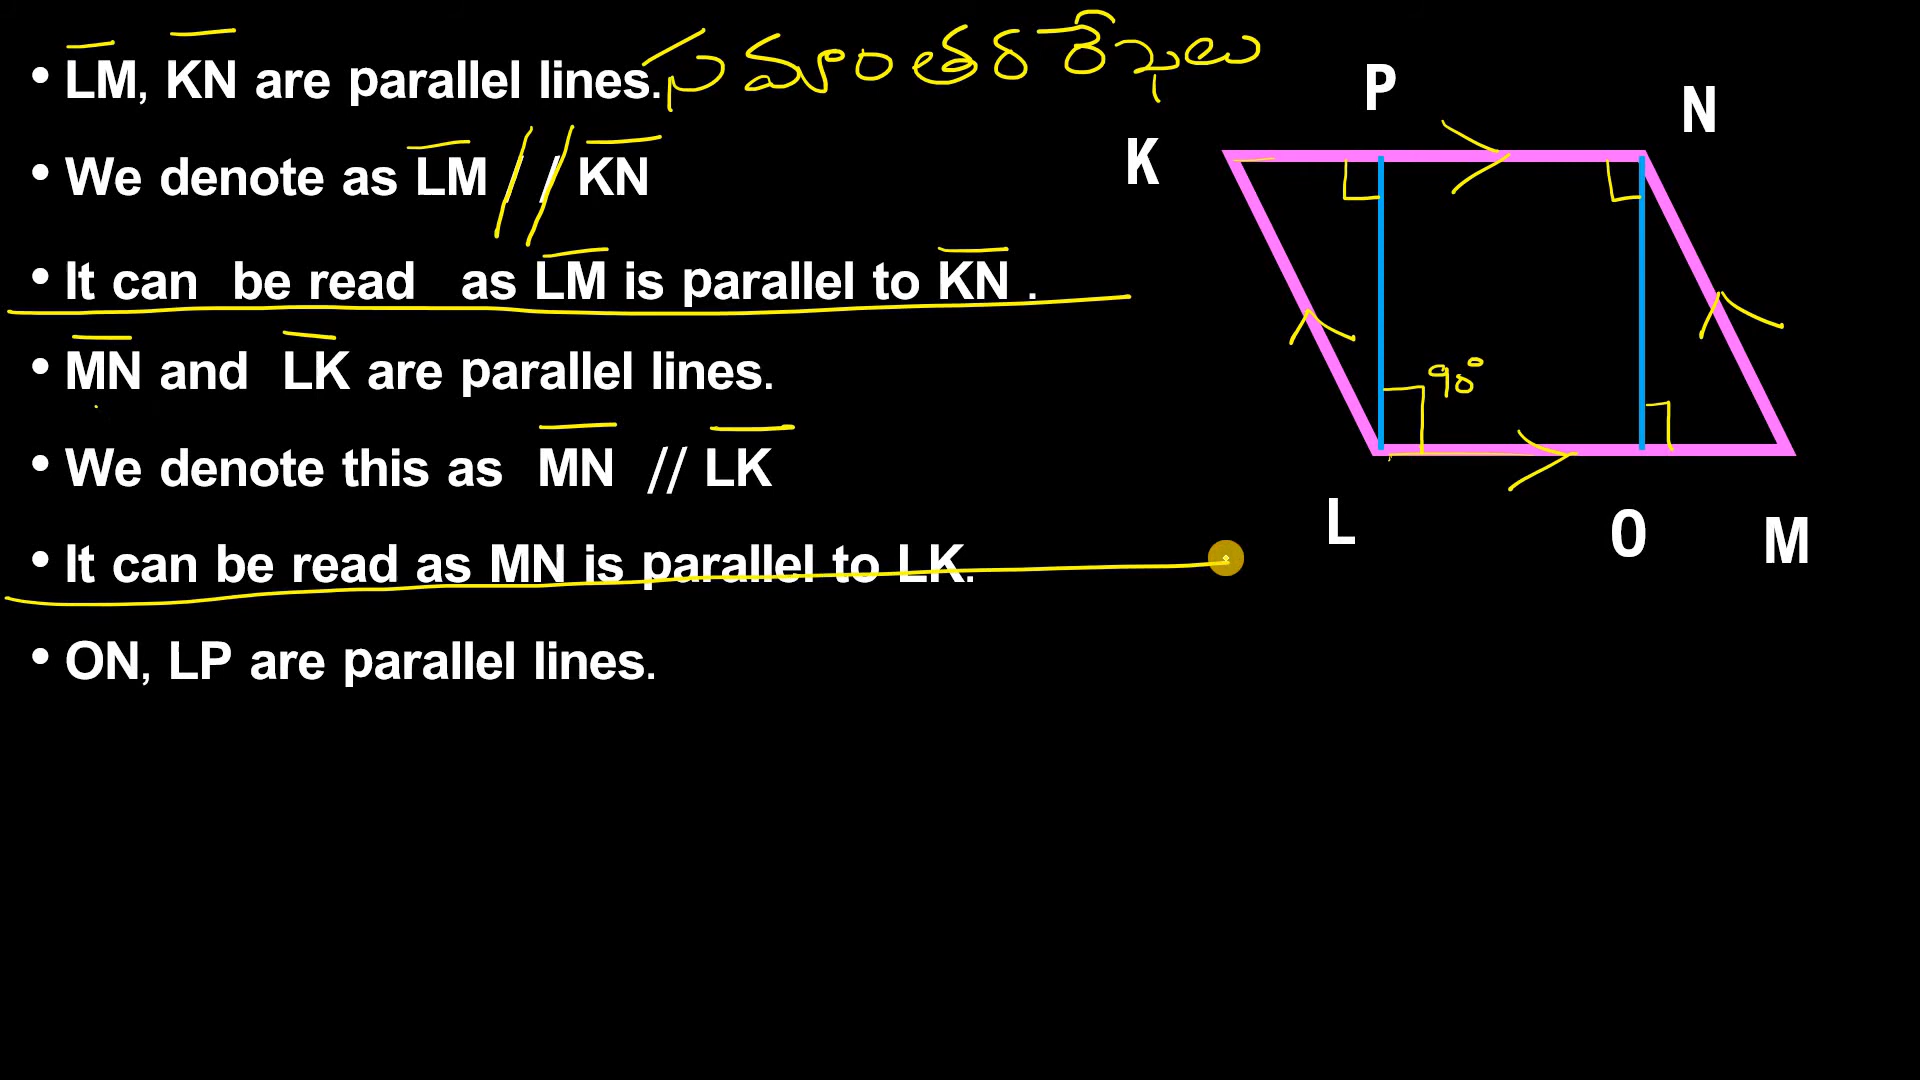 • LM, KN are parallel lines. సమాంతర రేఖలు
• We denote as LM // KN
• It can be read as LM is parallel to KN .
• MN and LK are parallel lines.
• We denote this as MN // LK
• It can be read as MN is parallel to LK.
• ON, LP are parallel lines.
P
N
K
90°
L
O
M